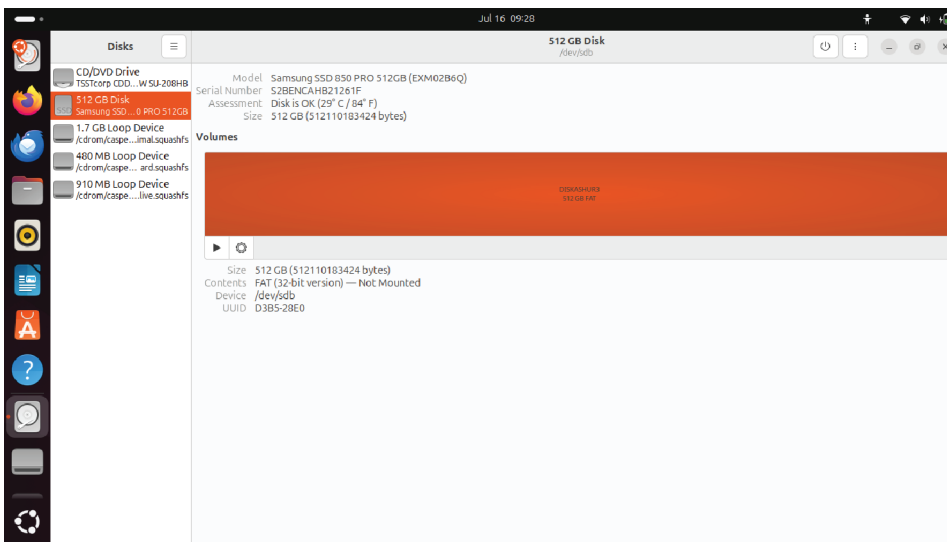 Jul 16 09:28
Disks
512 GB Disk
/dev/sdb
CD/DVD Drive
TSSTcorp CDD...W SU-208HB
512 GB Disk
Samsung SSD...0 PRO 512GB
1.7 GB Loop Device
/cdrom/caspe...imal.squashfs
480 MB Loop Device
/cdrom/caspe... ard.squashfs
910 MB Loop Device
/cdrom/caspe....live.squashfs
Model Samsung SSD 850 PRO 512GB (EXM02B6Q)
Serial Number S2BENCAHB21261F
Assessment Disk is OK (29° C / 84° F)
Size 512 GB (512110183424 bytes)
Volumes
DISKASHUR3
512 GB FAT
Size 512 GB (512110183424 bytes)
Contents FAT (32-bit version) — Not Mounted
Device /dev/sdb
UUID D3B5-28E0